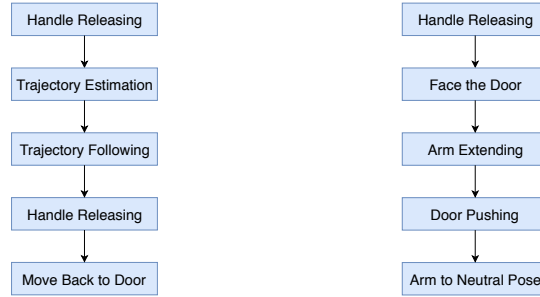 Handle Releasing
Trajectory Estimation
Trajectory Following
Handle Releasing
Move Back to Door
Handle Releasing
Face the Door
Arm Extending
Door Pushing
Arm to Neutral Pose